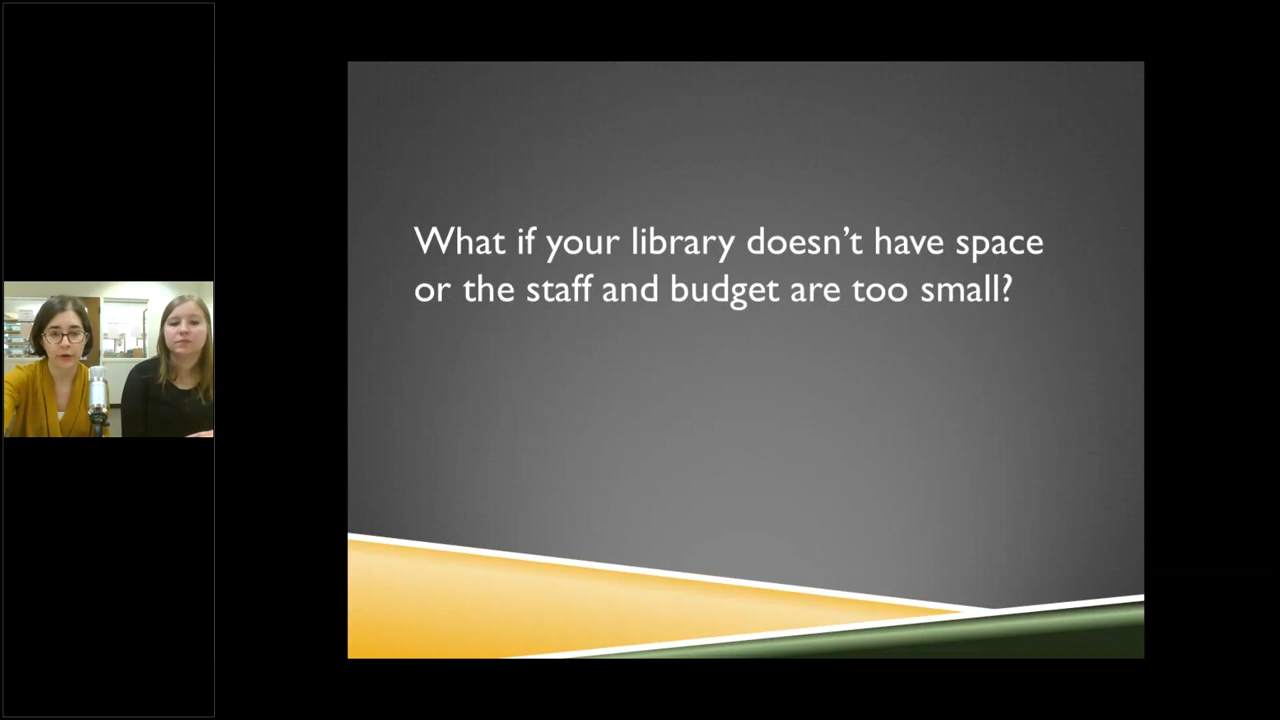 What if your library doesn’t have space
or the staff and budget are too small?